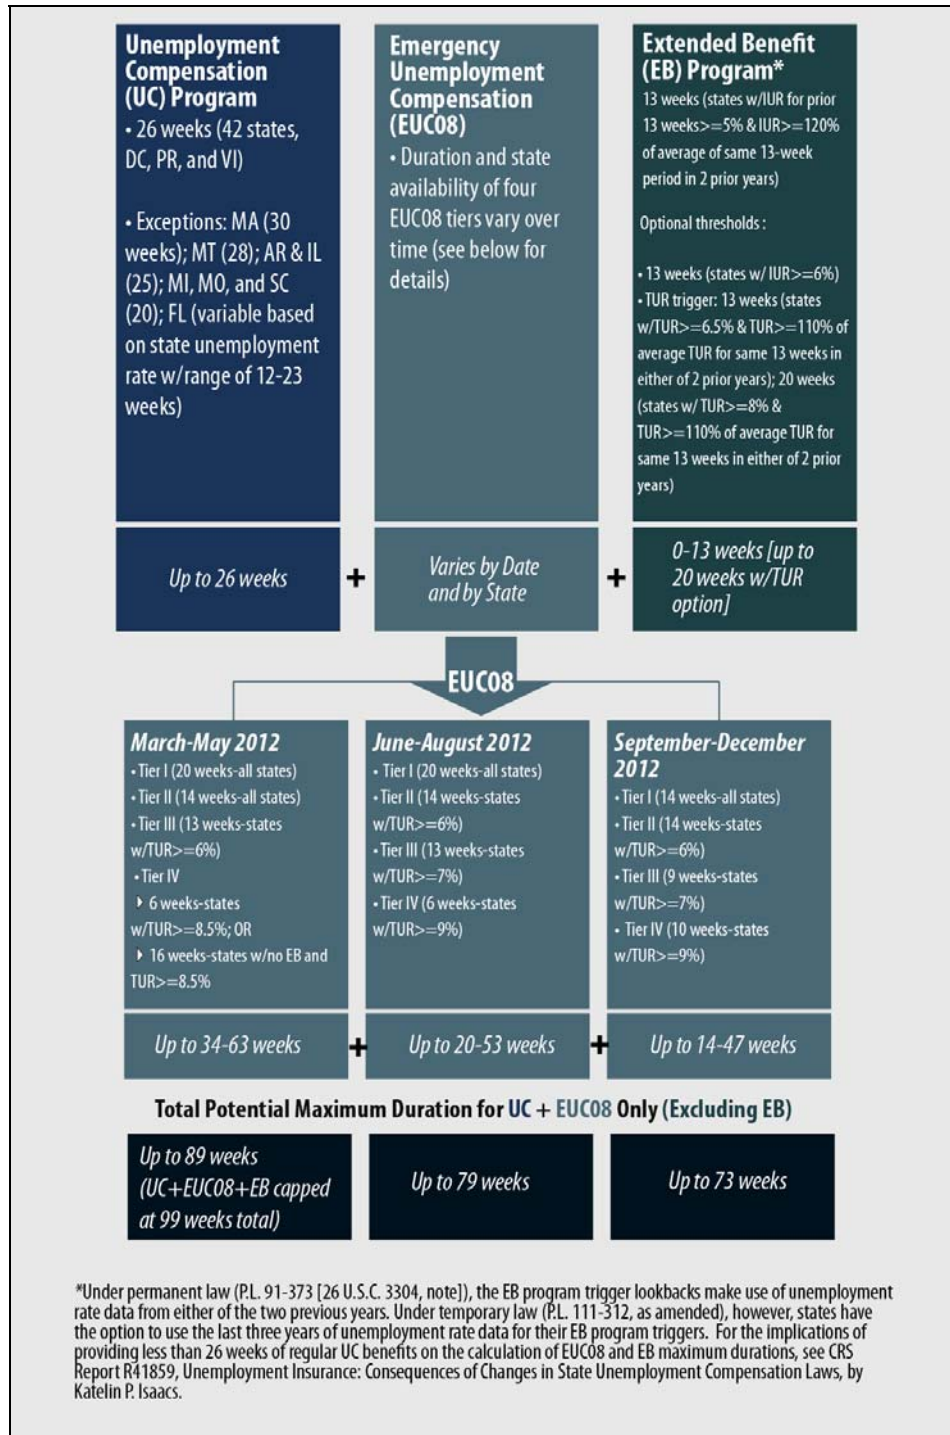 Unemployment
Compensation
(UC) Program
• 26 weeks (42 states,
DC, PR, and VI)
• Exceptions: MA (30
weeks); MT (28); AR & IL
(25); MI, MO, and SC
(20); FL (variable based
on state unemployment
rate w/range of 12-23
weeks)
Emergency
Unemployment
Compensation
(EUC08)
• Duration and state
availability of four
EUC08 tiers vary over
time (see below for
details)
Extended Benefit
(EB) Program*
13 weeks (states w/IUR for prior
13 weeks>=5% & IUR>=120%
of average of same 13-week
period in 2 prior years)
Optional thresholds :
• 13 weeks (states w/ IUR>=6%)
• TUR trigger: 13 weeks (states
w/TUR>=6.5% & TUR>=110% of
average TUR for same 13 weeks in
either of 2 prior years); 20 weeks
(states w/ TUR>=8% &
TUR>=110% of average TUR for
same 13 weeks in either of 2 prior
years)
Up to 26 weeks
+
Varies by Date
and by State
+
0-13 weeks [up to
20 weeks w/TUR
option]
EUC08
March-May 2012
• Tier I (20 weeks-all states)
• Tier II (14 weeks-all states)
• Tier III (13 weeks-states
w/TUR>=6%)
• Tier IV
6 weeks-states
w/TUR>=8.5%; OR
16 weeks-states w/no EB and
TUR>=8.5%
June-August 2012
• Tier I (20 weeks-all states)
• Tier II (14 weeks-states
w/TUR>=6%)
• Tier III (13 weeks-states
w/TUR>=7%)
• Tier IV (6 weeks-states
w/TUR>=9%)
September-December
2012
• Tier I (14 weeks-all states)
• Tier II (14 weeks-states
w/TUR>=6%)
• Tier III (9 weeks-states
w/TUR>=7%)
• Tier IV (10 weeks-states
w/TUR>=9%)
Up to 34-63 weeks
+
Up to 20-53 weeks
+
Up to 14-47 weeks
Total Potential Maximum Duration for UC + EUC08 Only (Excluding EB)
Up to 89 weeks
(UC+EUC08+EB capped
at 99 weeks total)
Up to 79 weeks
Up to 73 weeks
*Under permanent law (P.L. 91-373 [26 U.S.C. 3304, note]), the EB program trigger lookbacks make use of unemployment
rate data from either of the two previous years. Under temporary law (P.L. 111-312, as amended), however, states have
the option to use the last three years of unemployment rate data for their EB program triggers. For the implications of
providing less than 26 weeks of regular UC benefits on the calculation of EUC08 and EB maximum durations, see CRS
Report R41859, Unemployment Insurance: Consequences of Changes in State Unemployment Compensation Laws, by
Katelin P. Isaacs.